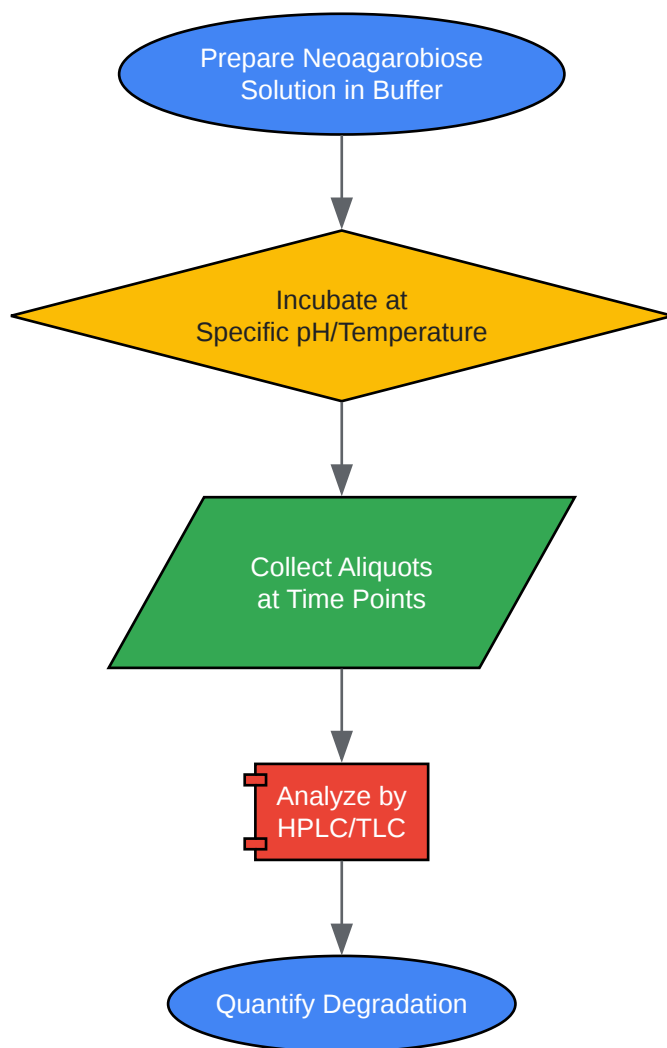 Prepare Neoagarobiose
Solution in Buffer
Incubate at
Specific pH/Temperature
Collect Aliquots
at Time Points
Analyze by
HPLC/TLC
Quantify Degradation